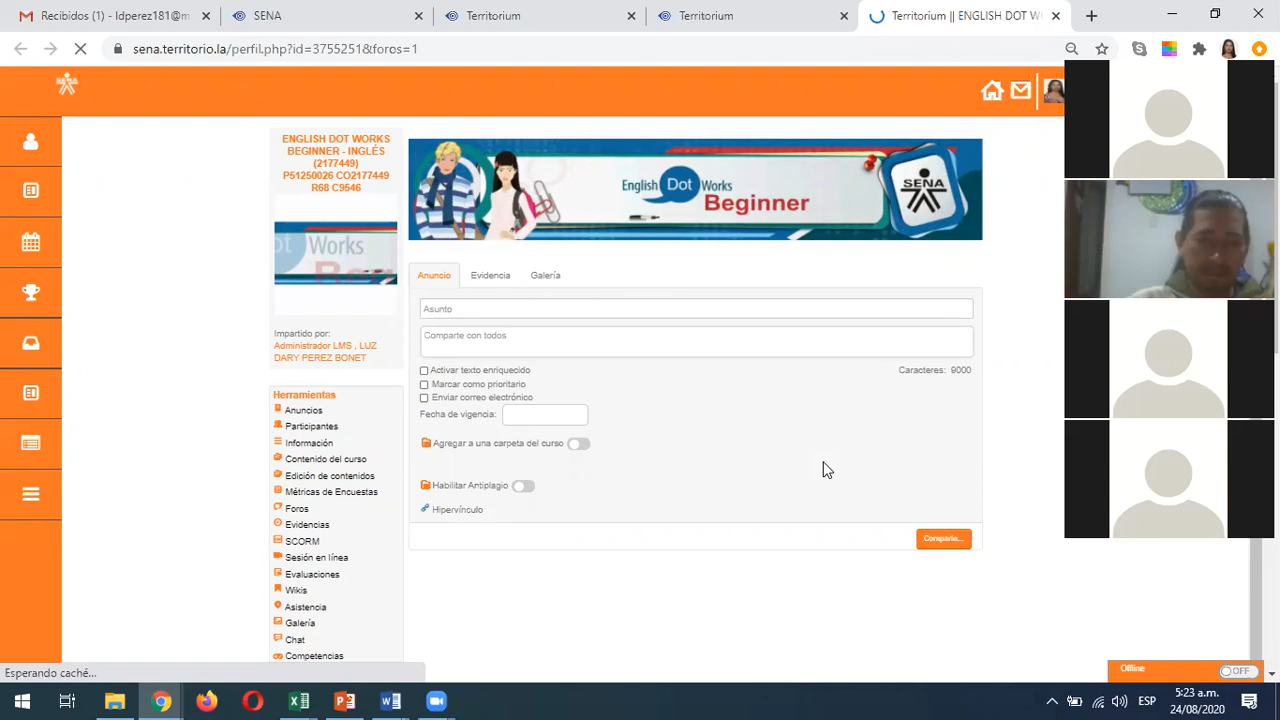 Recibidos (1) - ldperez181@m
SENA
Territorium
Territorium
Territorium || ENGLISH DOT W
sena.territorio.la/perfil.php?id=3755251&foros=1
SENA
ENGLISH DOT WORKS
BEGINNER - INGLÉS
(2177449)
P51250026 CO2177449
R68 C9546
English Dot Works
Beginner
SENA
Dot Works
Be
Impartido por:
Administrador LMS , LUZ
DARY PEREZ BONET
Anuncio
Evidencia
Galería
Asunto
Comparte con todos
Activar texto enriquecido
Caracteres: 9000
Marcar como prioritario
Enviar correo electrónico
Fecha de vigencia:
Agregar a una carpeta del curso
Habilitar Antiplagio
Hipervínculo
Comparte...
Herramientas
Anuncios
Participantes
Información
Contenido del curso
Edición de contenidos
Métricas de Encuestas
Foros
Evidencias
SCORM
Sesión en línea
Evaluaciones
Wikis
Asistencia
Galería
Chat
Competencias
Esperando caché...
Offline
OFF
ESP
5:23 a.m.
24/08/2020